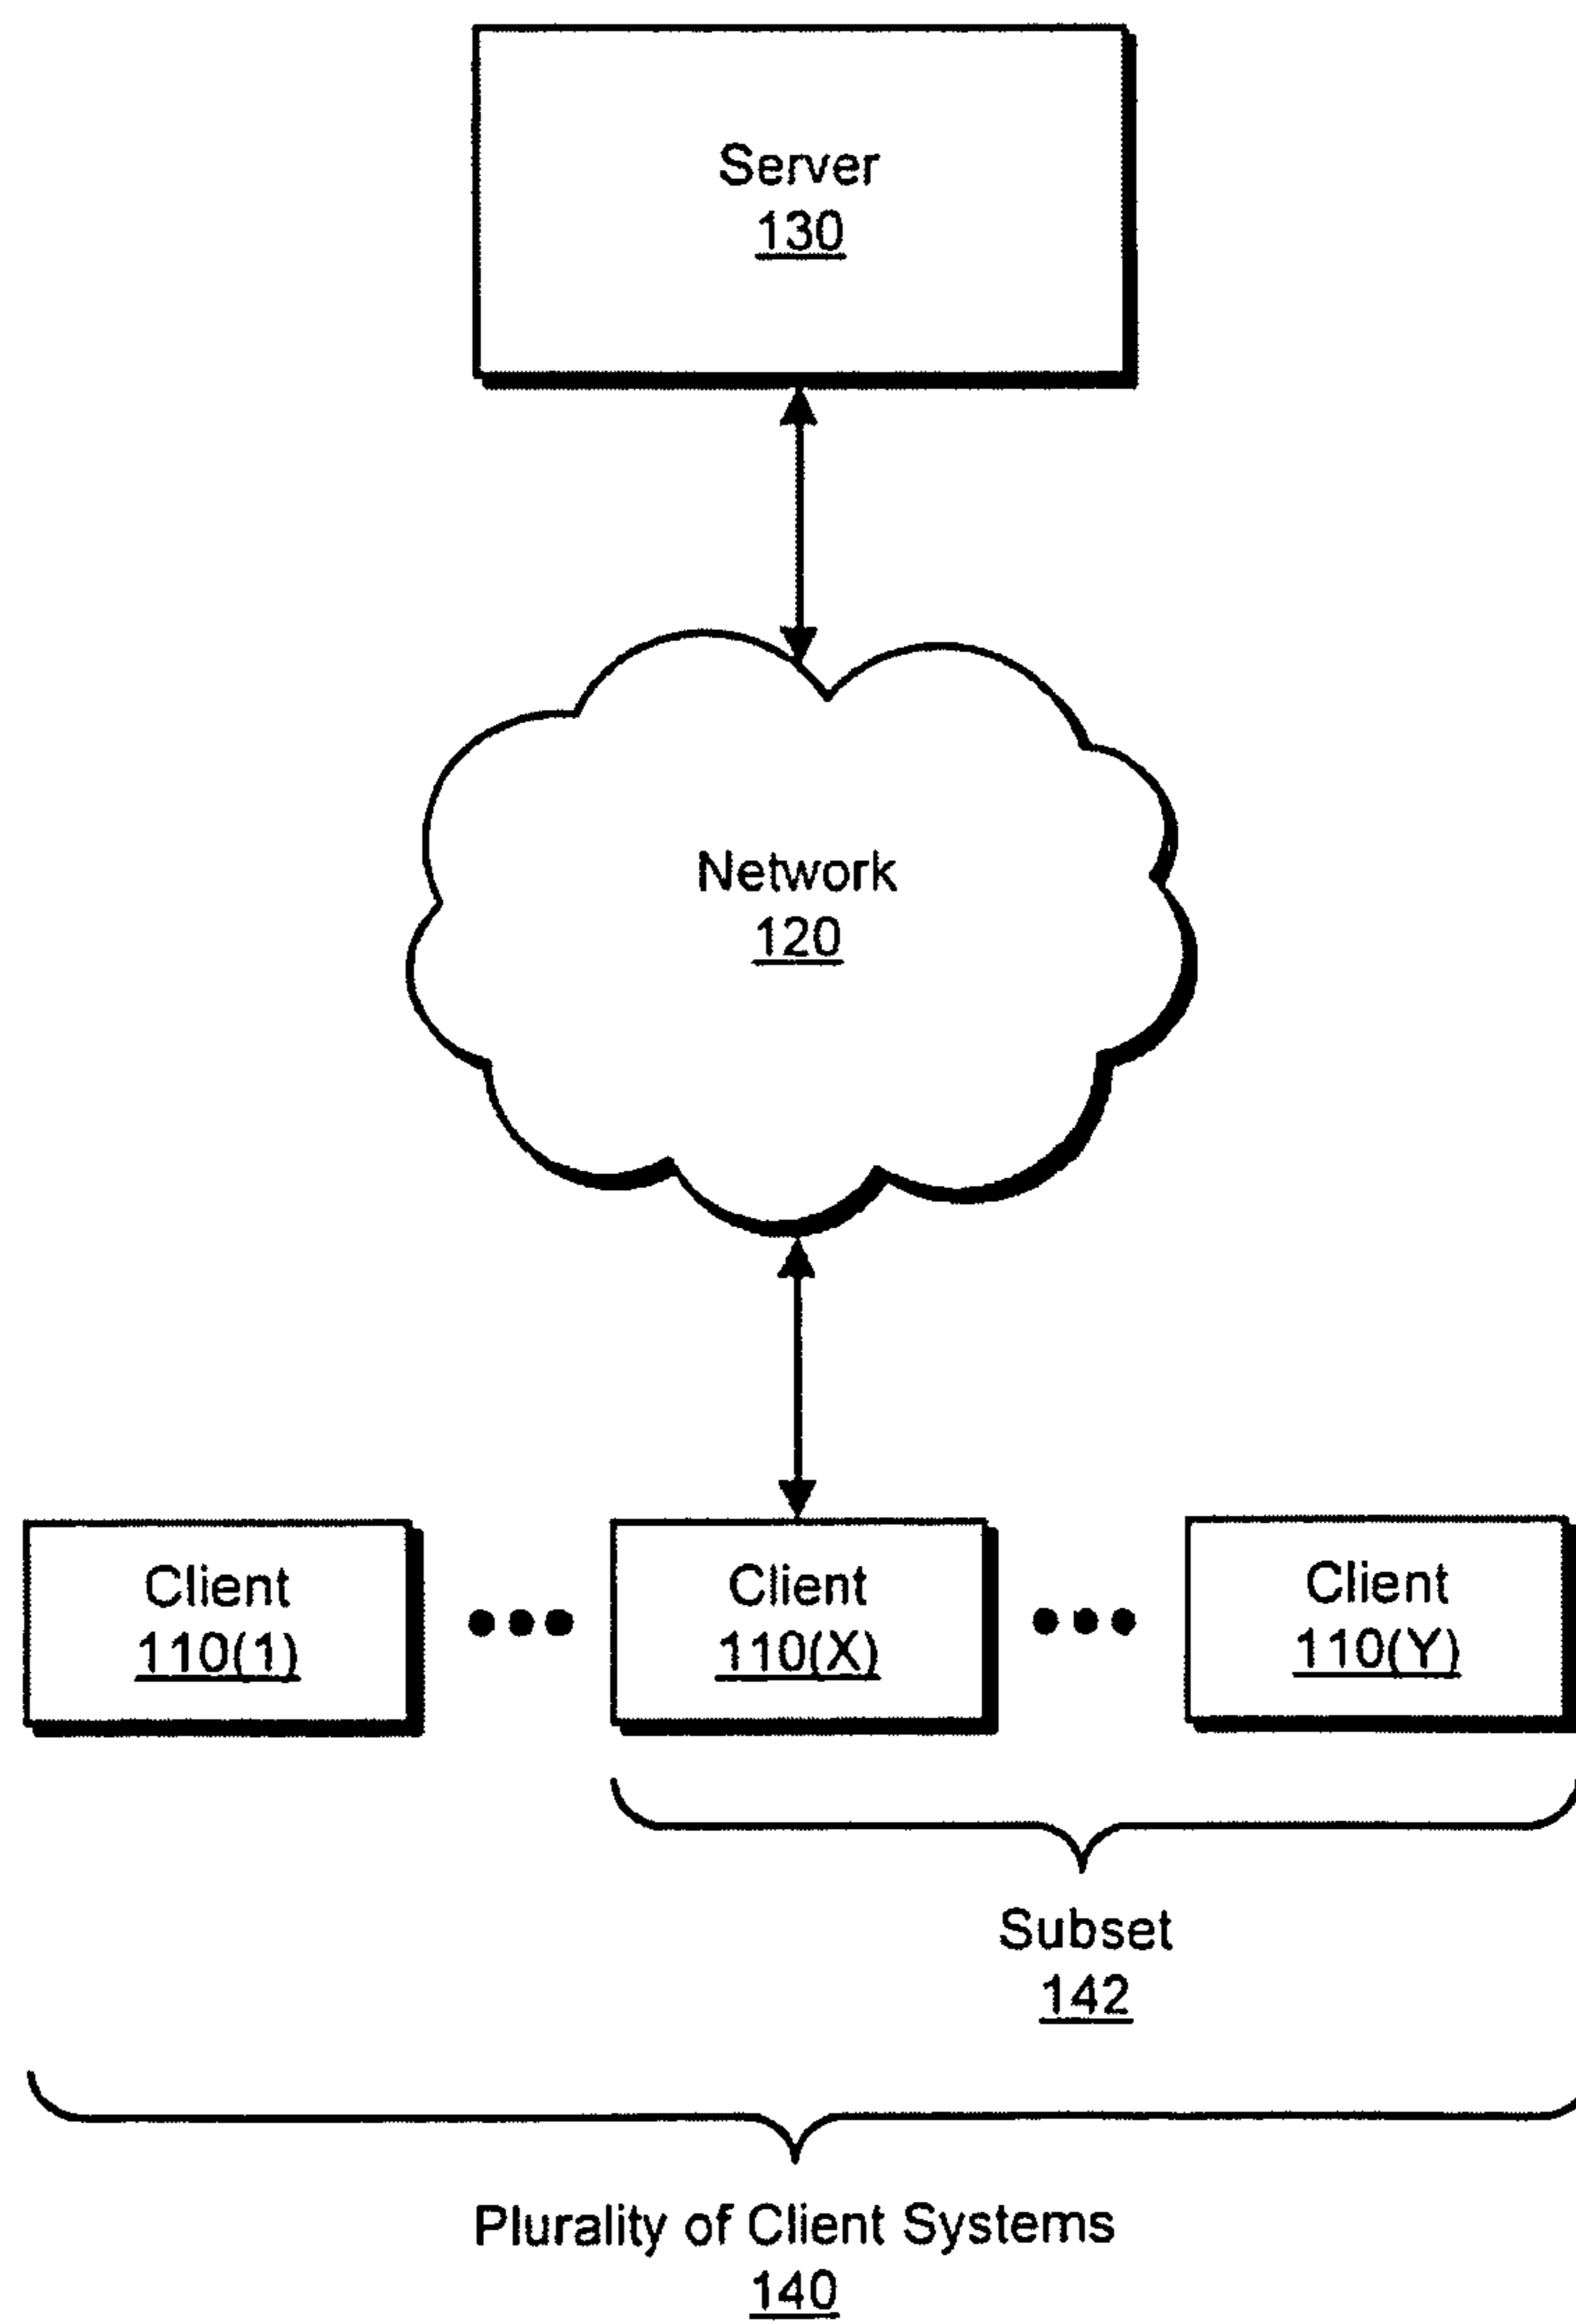 Server
130
Network
120
Client
110(1)
Client
110(X)
Client
110(Y)
Subset
142
Plurality of Client Systems
140